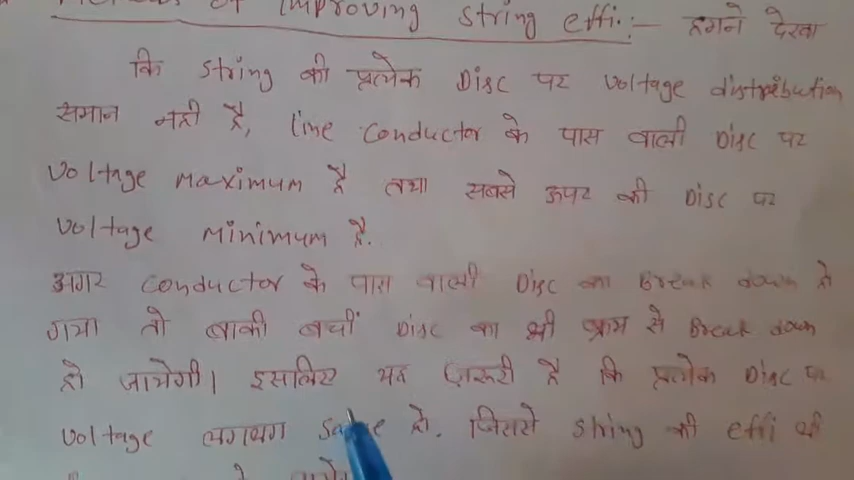 of improving string effi:- हमने देखा
कि string की प्रत्येक Disc पर voltage distribution
समान नही है, line conductor के पास वाली Disc पर
voltage maximum है तथा सबसे ऊपर की Disc पर
voltage minimum है.
अगर conductor के पास वाली Disc का Break down हो
गया तो बाकी बचीं Disc का भी क्रम से Break down
हो जायेगी। इसलिए यह ज़रूरी है कि प्रत्येक Disc पर
voltage लगभग same हो. जिससे string की effi भी